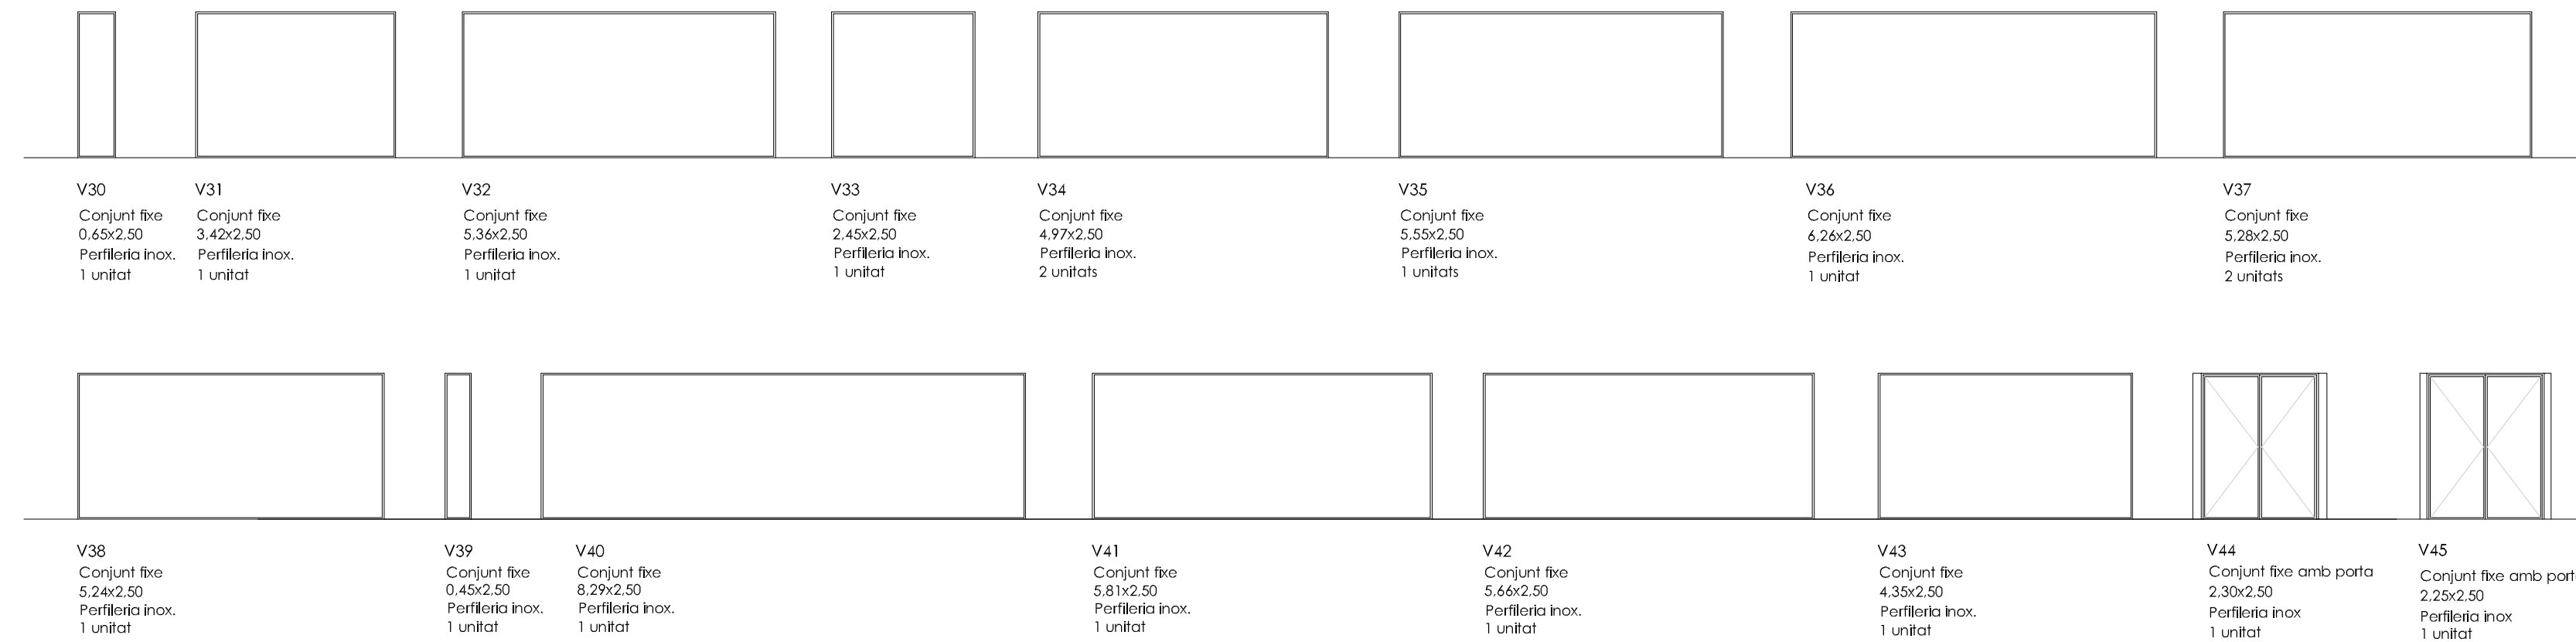 V30
Conjunt fixe
0,65x2,50
Perfileria inox.
1 unitat
V31
Conjunt fixe
3,42x2,50
Perfileria inox.
1 unitat
V32
Conjunt fixe
5,36x2,50
Perfileria inox.
1 unitat
V33
Conjunt fixe
2,45x2,50
Perfileria inox.
1 unitat
V34
Conjunt fixe
4,97x2,50
Perfileria inox.
2 unitats
V35
Conjunt fixe
5,55x2,50
Perfileria inox.
1 unitats
V36
Conjunt fixe
6,26x2,50
Perfileria inox.
1 unitat
V37
Conjunt fixe
5,28x2,50
Perfileria inox.
2 unitats
V38
Conjunt fixe
5,24x2,50
Perfileria inox.
1 unitat
V39
Conjunt fixe
0,45x2,50
Perfileria inox.
1 unitat
V40
Conjunt fixe
8,29x2,50
Perfileria inox.
1 unitat
V41
Conjunt fixe
5,81x2,50
Perfileria inox.
1 unitat
V42
Conjunt fixe
5,66x2,50
Perfileria inox.
1 unitat
V43
Conjunt fixe
4,35x2,50
Perfileria inox.
1 unitat
V44
Conjunt fixe amb porta
2,30x2,50
Perfileria inox
1 unitat
V45
Conjunt fixe amb port
2,25x2,50
Perfileria inox
1 unitat